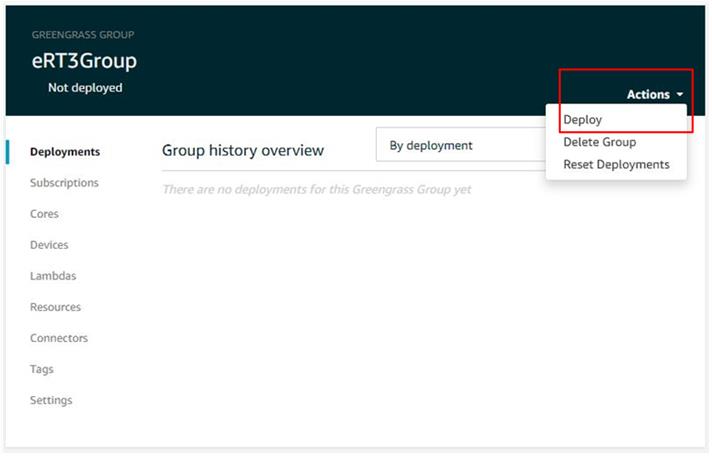 GREENGRASS GROUP
eRT3Group
Not deployed
Actions
Deploy
Delete Group
Reset Deployments
Deployments
Subscriptions
Cores
Devices
Lambdas
Resources
Connectors
Tags
Settings
Group history overview
By deployment
There are no deployments for this Greengrass Group yet